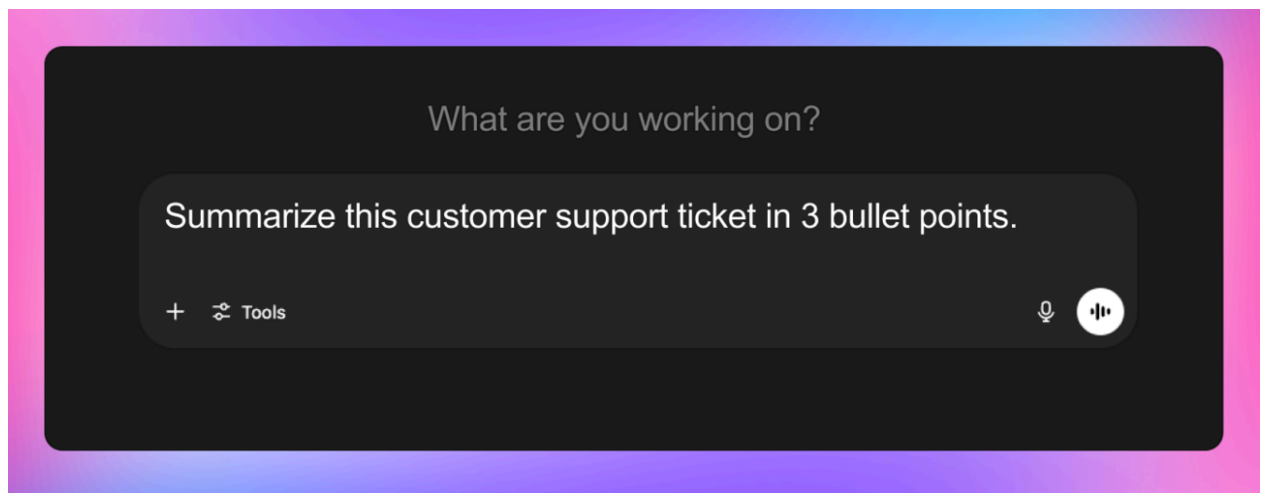 What are you working on?
Summarize this customer support ticket in 3 bullet points.
Tools